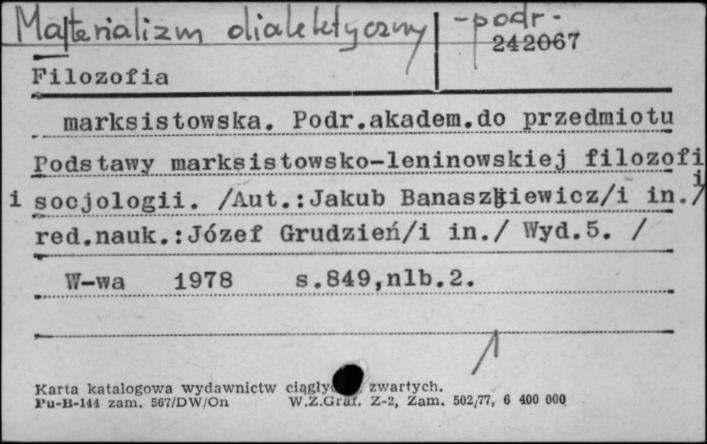 Materializm dialektyczny -podr-
242067
Filozofia
marksistowska. Podr.akadem.do przedmiotu
Podstawy marksistowsko-leninowskiej filozofi
i
i socjologii. /Aut.:Jakub Banaszkiewicz/i in./
red.nauk.:Józef Grudzień/i in./ Wyd.5. /
W-wa 1978 s.849,nlb.2.
Karta katalogowa wydawnictw zwartych.
Pu-B-144 zam. 567/DW/On W.Z.Graf. Z-2, Zam. 502/77, 6 400 000